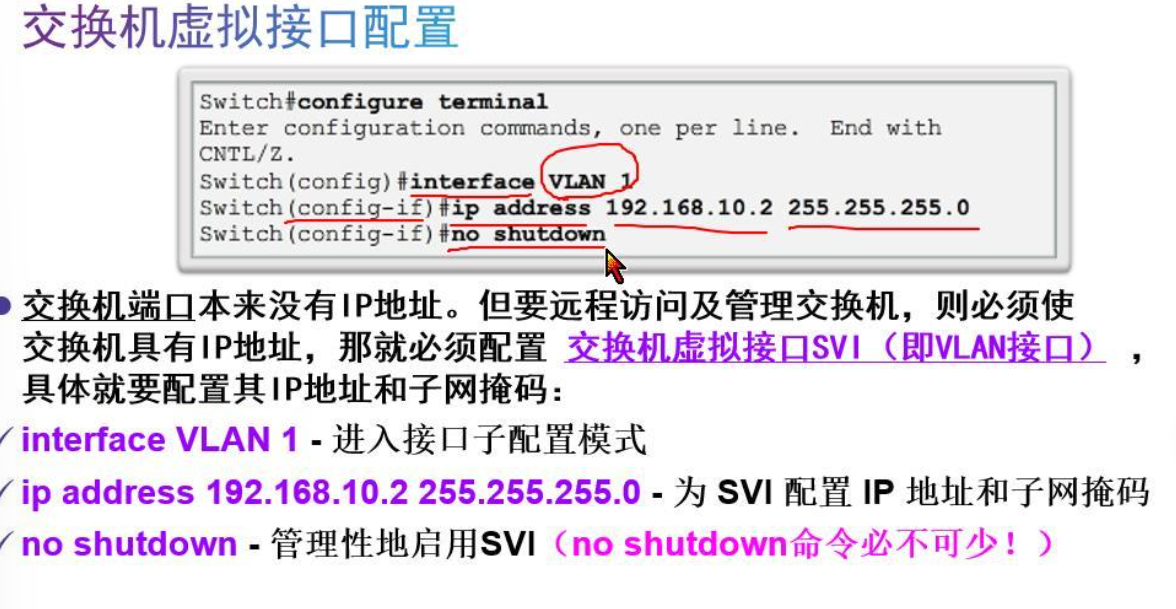 交换机虚拟接口配置
Switch#configure terminal
Enter configuration commands, one per line.  End with
CNTL/Z.
Switch(config)#interface VLAN 1
Switch(config-if)#ip address 192.168.10.2 255.255.255.0
Switch(config-if)#no shutdown
交换机端口本来没有IP地址。但要远程访问及管理交换机，则必须使
交换机具有IP地址，那就必须配置 交换机虚拟接口SVI（即VLAN接口） ，
具体就要配置其IP地址和子网掩码：
interface VLAN 1 - 进入接口子配置模式
ip address 192.168.10.2 255.255.255.0 - 为 SVI 配置 IP 地址和子网掩码
no shutdown - 管理性地启用SVI（no shutdown命令必不可少！）